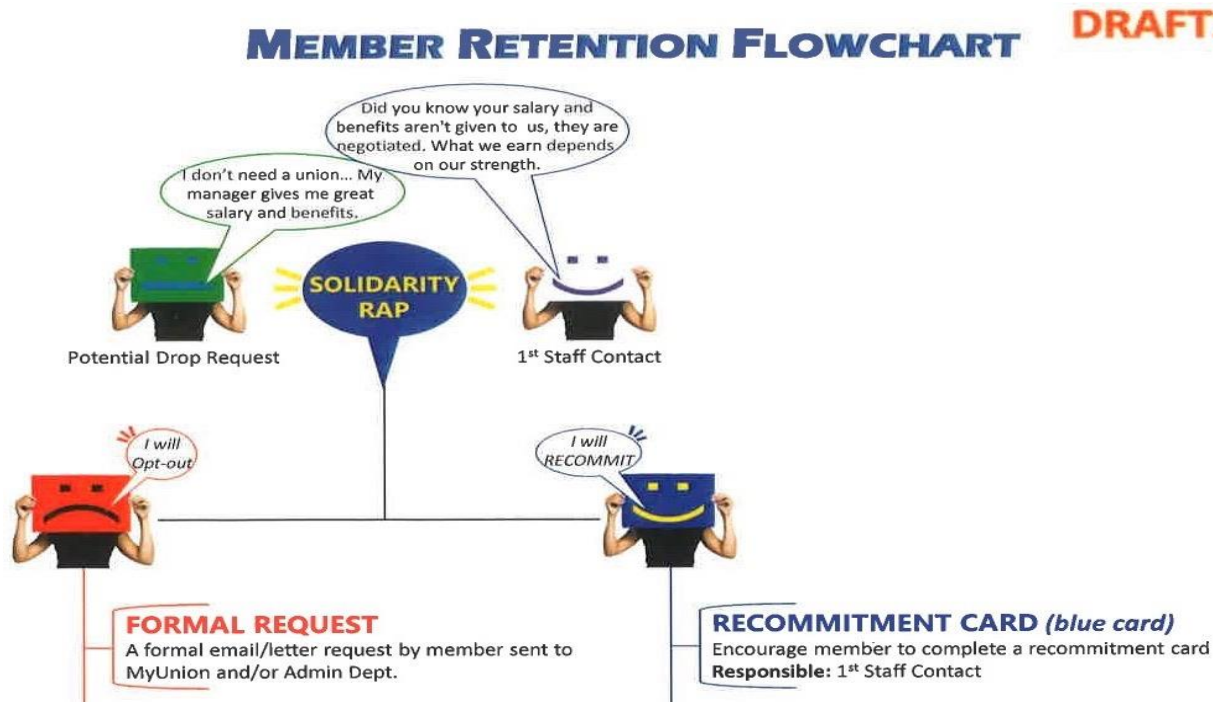 DRAFT
MEMBER RETENTION FLOWCHART
Did you know your salary and
benefits aren't given to us, they are
negotiated. What we earn depends
on our strength.
I don't need a union... My
manager gives me great
salary and benefits.
SOLIDARITY
RAP
Potential Drop Request
1st Staff Contact
I will
Opt-out
I will
RECOMMIT
FORMAL REQUEST
A formal email/letter request by member sent to
MyUnion and/or Admin Dept.
RECOMMITMENT CARD (blue card)
Encourage member to complete a recommitment card
Responsible: 1st Staff Contact